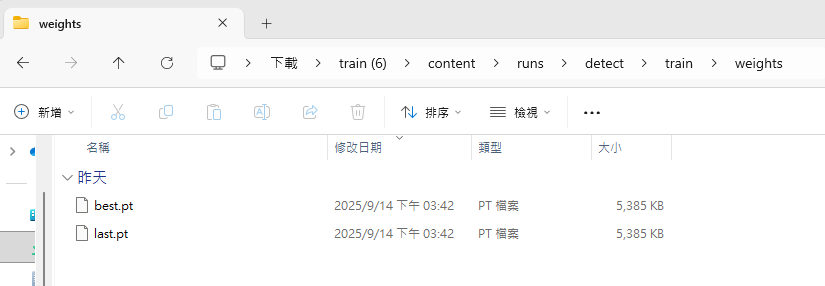 weights
下載 train (6) content runs detect train weights
新增 排序 檢視
名稱 修改日期 類型 大小
昨天
best.pt 2025/9/14 下午 03:42 PT 檔案 5,385 KB
last.pt 2025/9/14 下午 03:42 PT 檔案 5,385 KB